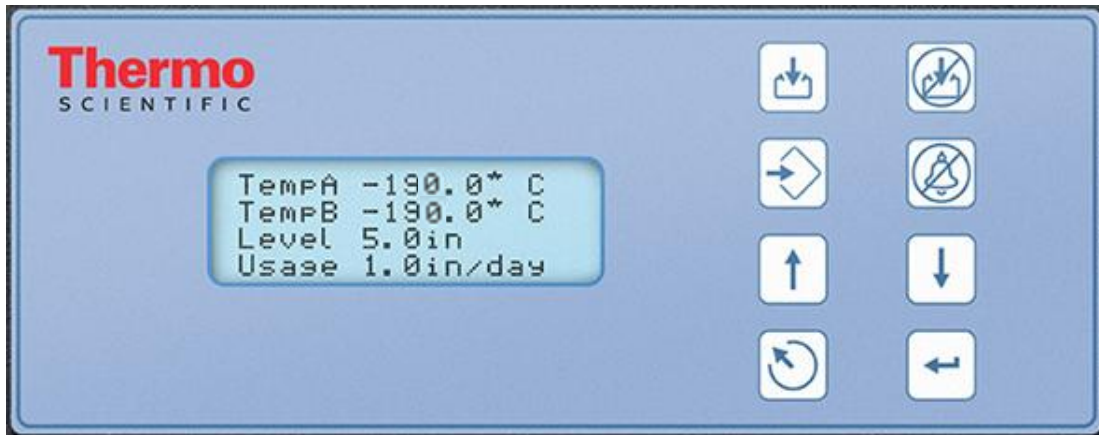 Thermo
SCIENTIFIC
TempA -190.0* C
TempB -190.0* C
Level 5.0in
Usage 1.0in/day